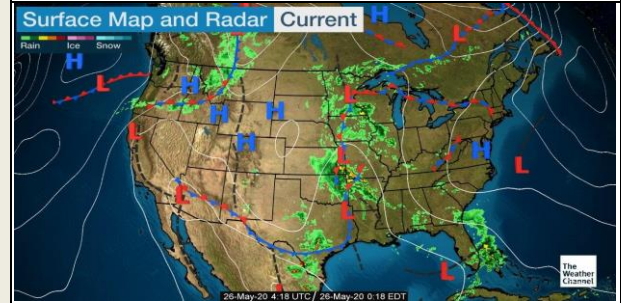 Surface Map and Radar Current
Rain Ice Snow
H
L
H
L
L
H
L
H
H
H
L
L
H
L
L
L
L
The
Weather
Channel
26-May-20 4:18 UTC / 26-May-20 0:18 EDT